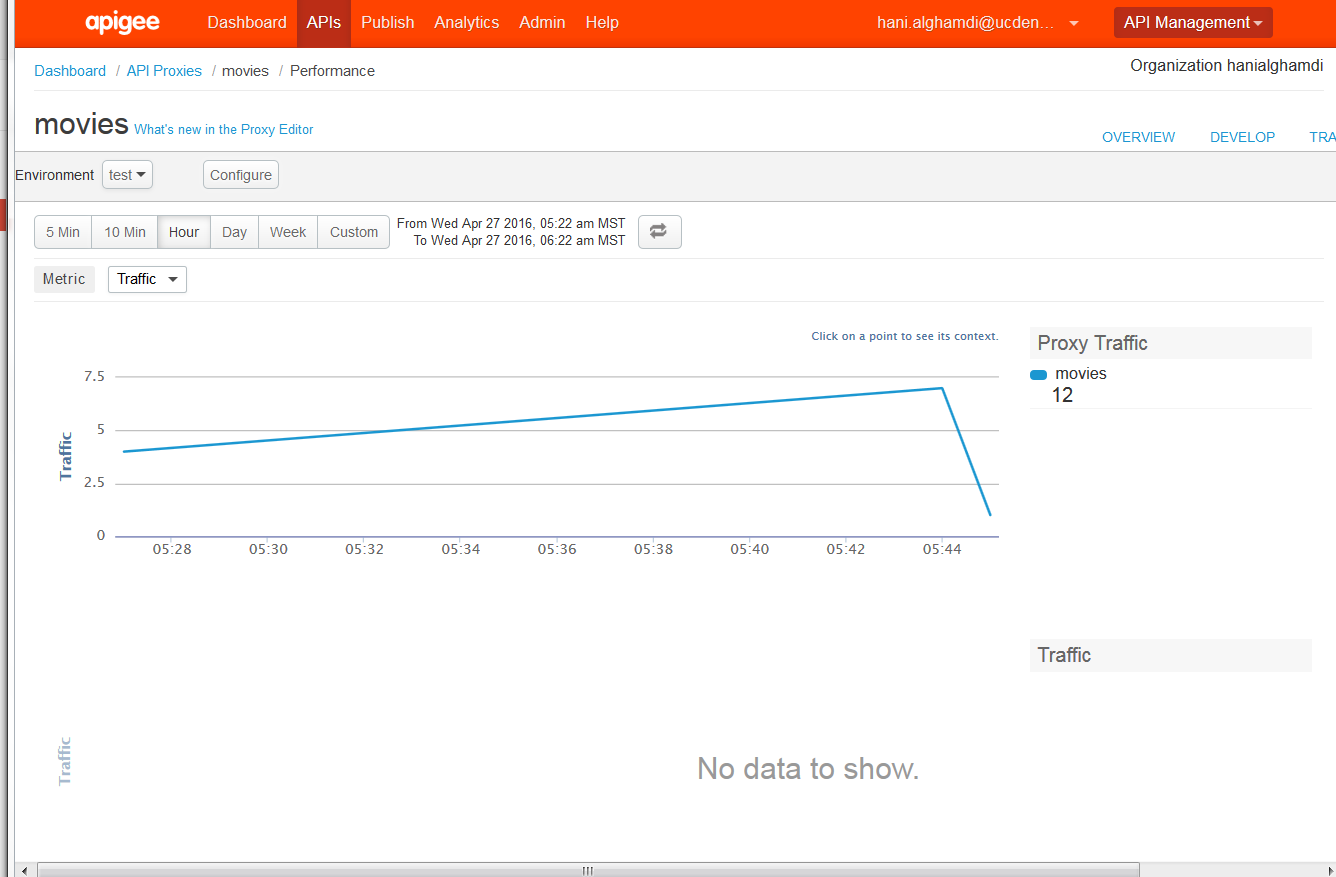 apigee Dashboard APIs Publish Analytics Admin Help hani.alghamdi@ucden... API Management
Dashboard / API Proxies / movies / Performance Organization hanialghamdi
movies What's new in the Proxy Editor OVERVIEW DEVELOP TRA
Environment test Configure
5 Min 10 Min Hour Day Week Custom From Wed Apr 27 2016, 05:22 am MST
To Wed Apr 27 2016, 06:22 am MST
Metric Traffic
Click on a point to see its context.
Proxy Traffic
movies
12
7.5
5
2.5
0
Traffic
05:28 05:30 05:32 05:34 05:36 05:38 05:40 05:42 05:44
Traffic
Traffic
No data to show.